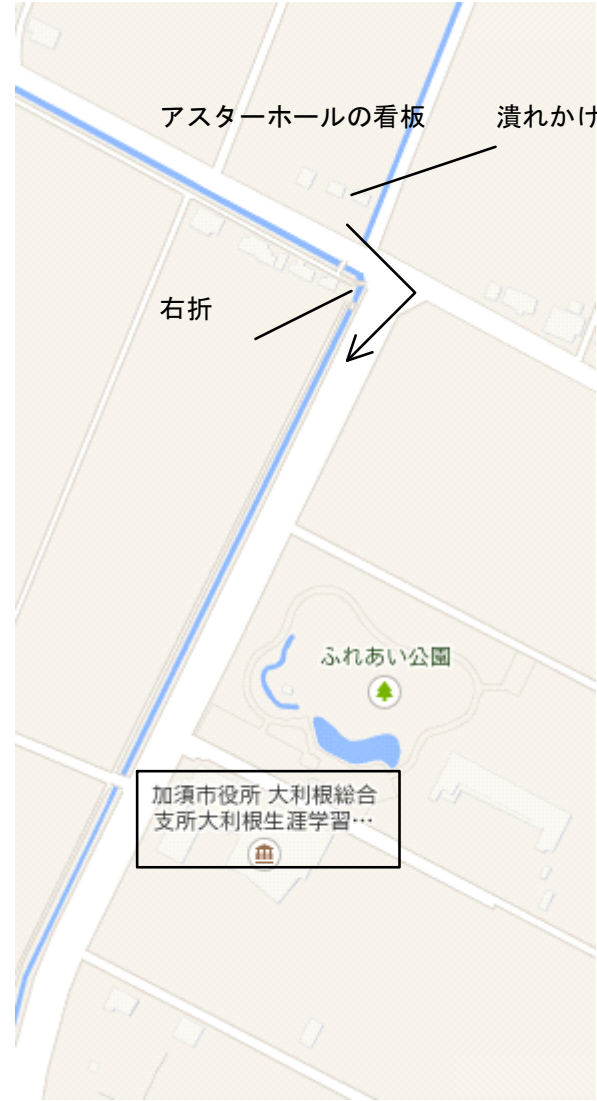 アスターホールの看板
潰れかけ
右折
ふれあい公園
加須市役所 大利根総合
支所大利根生涯学習…